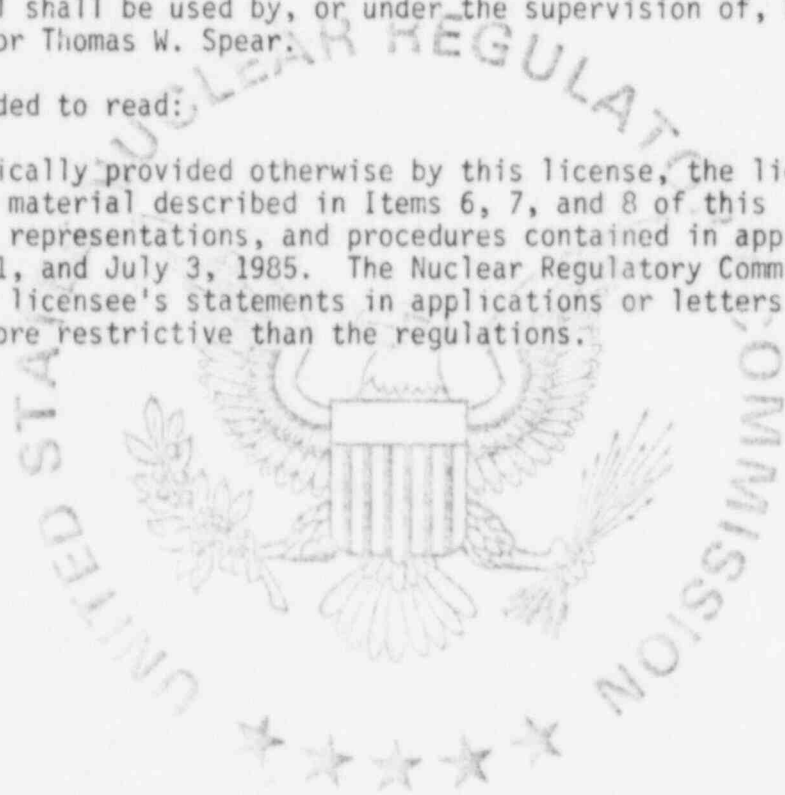 l shall be used by, or under the supervision of,
or Thomas W. Spear.
ded to read:
ically provided otherwise by this license, the li
material described in Items 6, 7, and 8 of this
representations, and procedures contained in app
1, and July 3, 1985. The Nuclear Regulatory Comm
licensee's statements in applications or letters
ore restrictive than the regulations.
UNITED STA NUCLEAR REGULATO COMMISSION